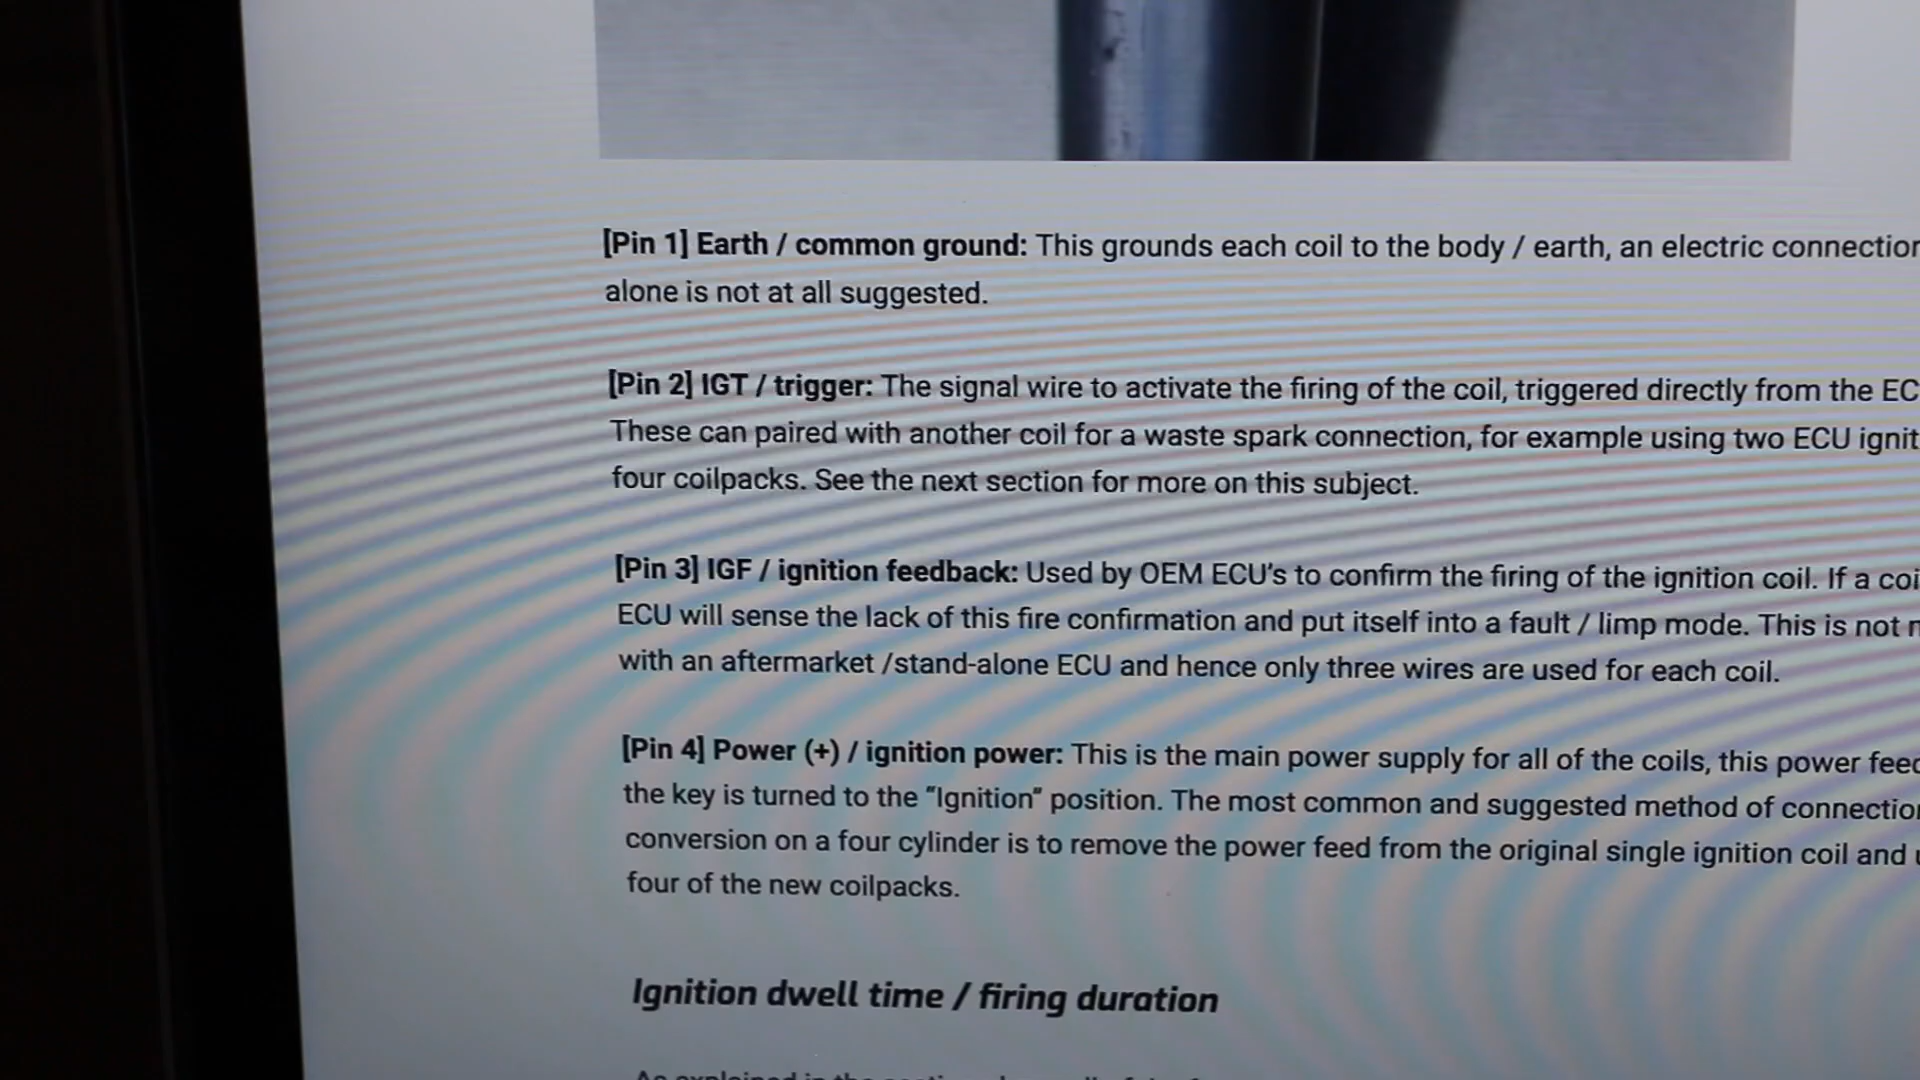 [Pin 1] Earth / common ground: This grounds each coil to the body / earth, an electric connection
alone is not at all suggested.
[Pin 2] IGT / trigger: The signal wire to activate the firing of the coil, triggered directly from the
These can paired with another coil for a waste spark connection, for example using two ECU
four coilpacks. See the next section for more on this subject.
[Pin 3] IGF / ignition feedback: Used by OEM ECU's to confirm the firing of the ignition coil. If a
ECU will sense the lack of this fire confirmation and put itself into a fault / limp mode. This is not
with an aftermarket /stand-alone ECU and hence only three wires are used for each coil.
[Pin 4] Power (+) / ignition power: This is the main power supply for all of the coils, this power
the key is turned to the "Ignition" position. The most common and suggested method of connection
conversion on a four cylinder is to remove the power feed from the original single ignition coil and
four of the new coilpacks.
Ignition dwell time / firing duration